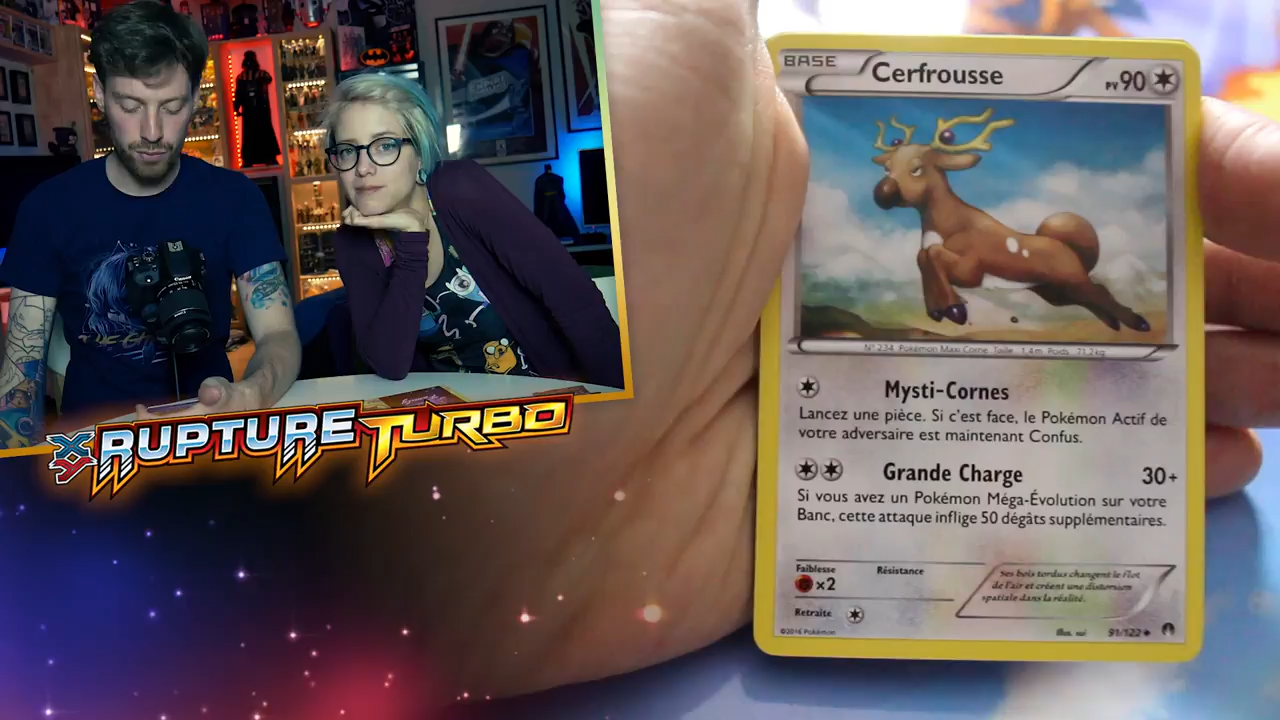 BASE
Cerfrousse
PV 90
N° 234 Pokémon Maxi Corne Taille 1,4 m Poids 71,2 kg
Mysti-Cornes
Lancez une pièce. Si c'est face, le Pokémon Actif de
votre adversaire est maintenant Confus.
Grande Charge 30+
Si vous avez un Pokémon Méga-Évolution sur votre
Banc, cette attaque inflige 50 dégâts supplémentaires.
Faiblesse Résistance
×2
Retraite
Ses bois tordus changent le flot
de l'air et créent une distorsion
spatiale dans la réalité.
©2016 Pokémon
Illus. sui
91/122
XY RUPTURE TURBO
Canon